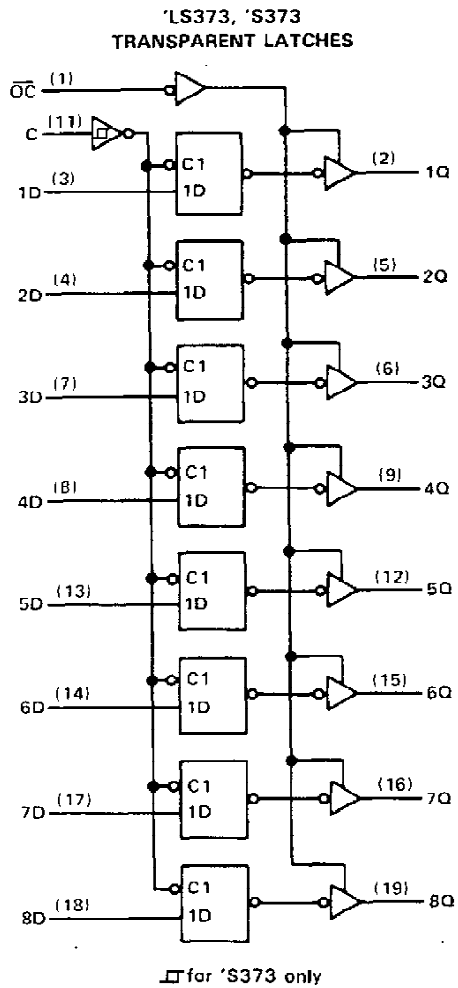 'LS373, 'S373
TRANSPARENT LATCHES
OC (1)
C (11)
C1
1D (3) 1D (2) 1Q
C1
2D (4) 1D (5) 2Q
C1
3D (7) 1D (6) 3Q
C1
4D (8) 1D (9) 4Q
C1
5D (13) 1D (12) 5Q
C1
6D (14) 1D (15) 6Q
C1
7D (17) 1D (16) 7Q
C1
8D (18) 1D (19) 8Q
for 'S373 only